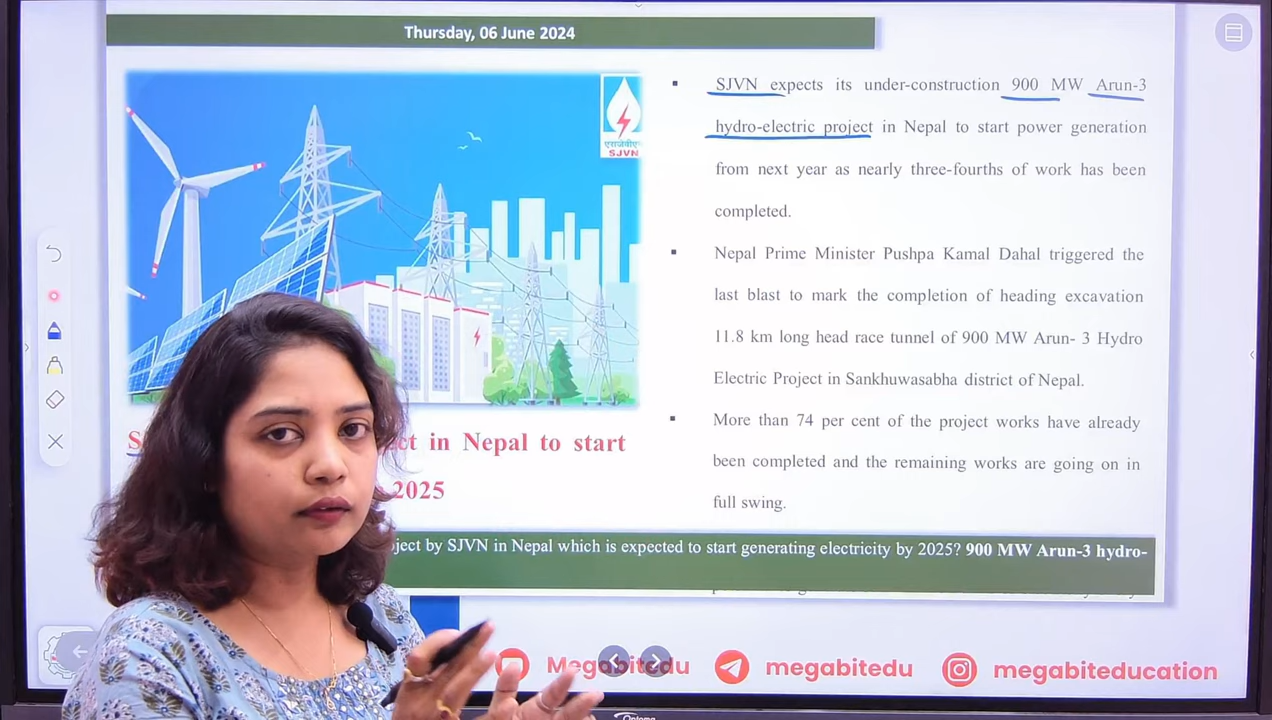 Thursday, 06 June 2024
एसजेवीएन
SJVN
SJVN expects its under-construction 900 MW Arun-3
hydro-electric project in Nepal to start power generation
from next year as nearly three-fourths of work has been
completed.
Nepal Prime Minister Pushpa Kamal Dahal triggered the
last blast to mark the completion of heading excavation
11.8 km long head race tunnel of 900 MW Arun- 3 Hydro
Electric Project in Sankhuwasabha district of Nepal.
More than 74 per cent of the project works have already
been completed and the remaining works are going on in
full swing.
in Nepal to start
2025
by SJVN in Nepal which is expected to start generating electricity by 2025? 900 MW Arun-3 hydro-
Megabitedu
megabitedu
megabiteducation
Optoma